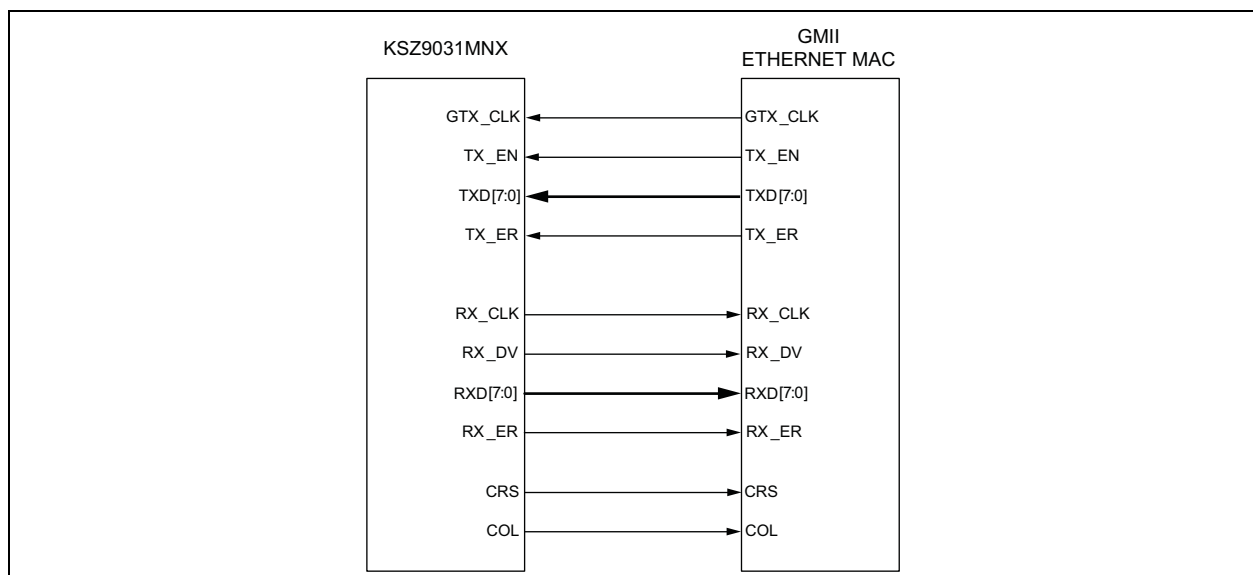 KSZ9031MNX
GMII
ETHERNET MAC
GTX_CLK GTX_CLK
TX_EN TX_EN
TXD[7:0] TXD[7:0]
TX_ER TX_ER
RX_CLK RX_CLK
RX_DV RX_DV
RXD[7:0] RXD[7:0]
RX_ER RX_ER
CRS CRS
COL COL